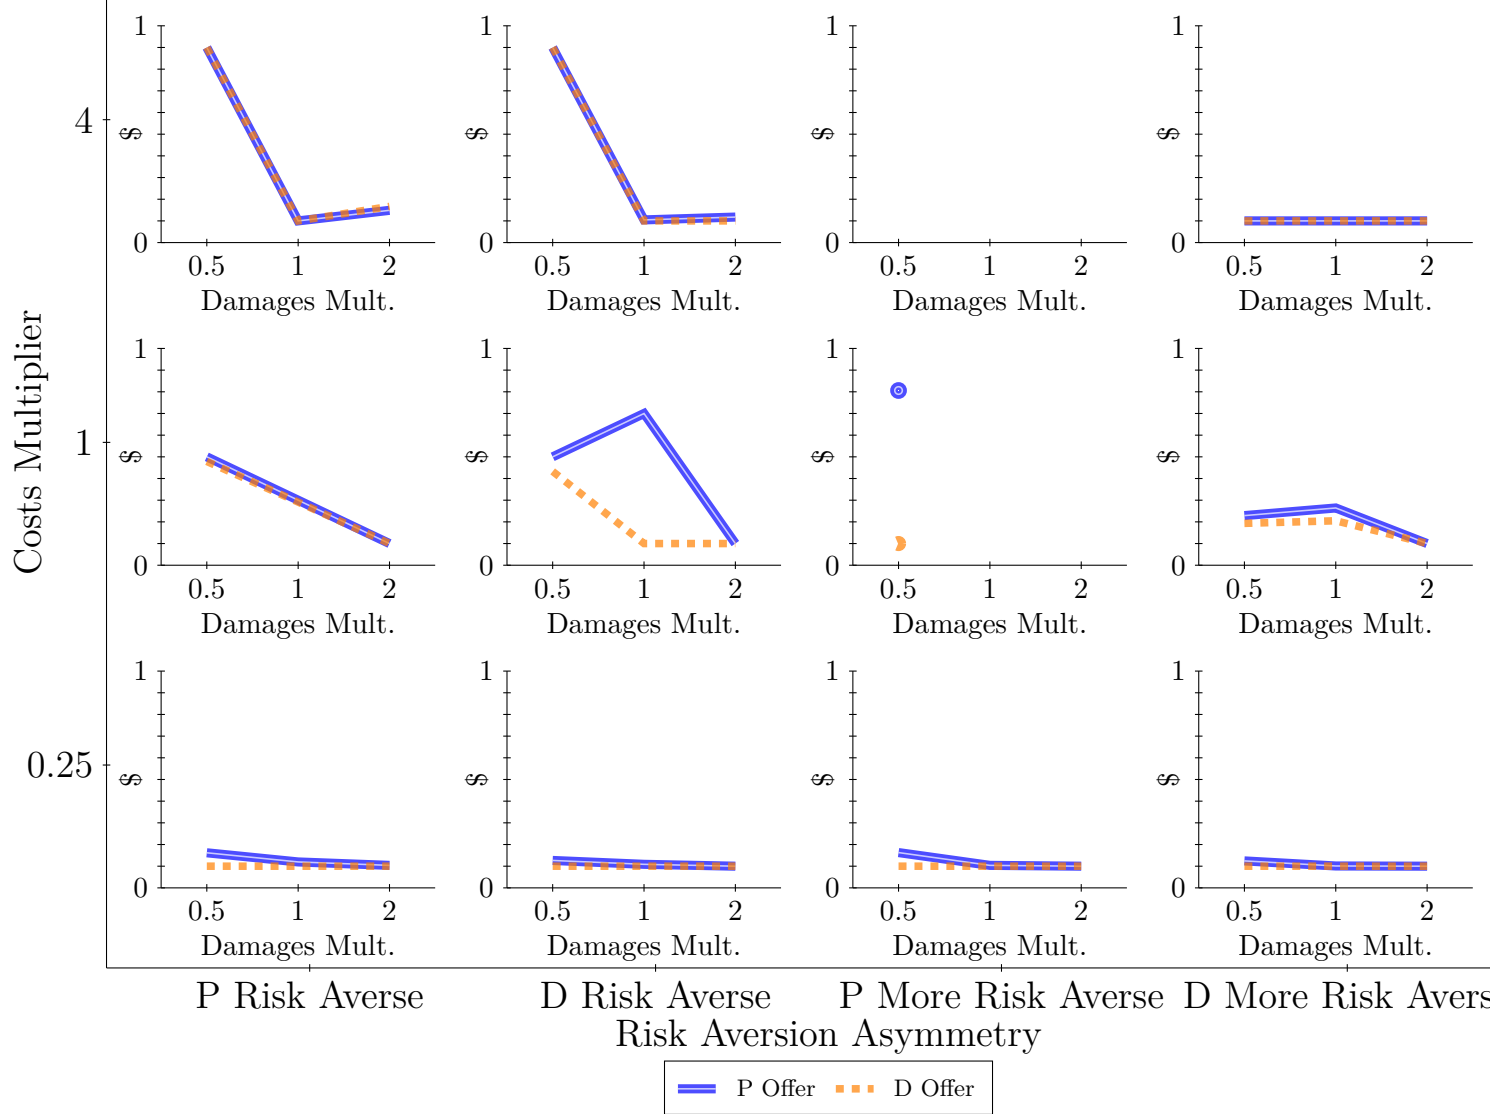 1 1 1 1
4 $ $ $ $
0 0 0 0
0.5 1 2 0.5 1 2 0.5 1 2 0.5 1 2
Damages Mult. Damages Mult. Damages Mult. Damages Mult.
Costs Multiplier
1 1 1 1
1 $ $ $ $
0 0 0 0
0.5 1 2 0.5 1 2 0.5 1 2 0.5 1 2
Damages Mult. Damages Mult. Damages Mult. Damages Mult.
1 1 1 1
0.25 $ $ $ $
0 0 0 0
0.5 1 2 0.5 1 2 0.5 1 2 0.5 1 2
Damages Mult. Damages Mult. Damages Mult. Damages Mult.
P Risk Averse D Risk Averse P More Risk Averse D More Risk Avers
Risk Aversion Asymmetry
P Offer D Offer